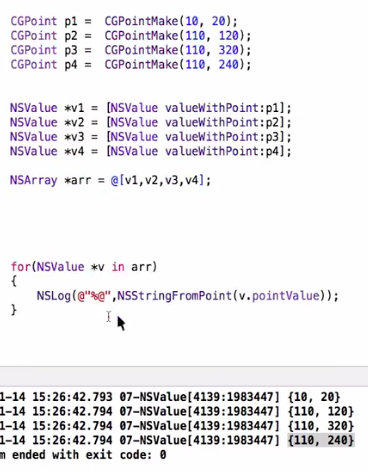 CGPoint p1 = CGPointMake(10, 20);
CGPoint p2 = CGPointMake(110, 120);
CGPoint p3 = CGPointMake(110, 320);
CGPoint p4 = CGPointMake(110, 240);
NSValue *v1 = [NSValue valueWithPoint:p1];
NSValue *v2 = [NSValue valueWithPoint:p2];
NSValue *v3 = [NSValue valueWithPoint:p3];
NSValue *v4 = [NSValue valueWithPoint:p4];
NSArray *arr = @[v1,v2,v3,v4];
for(NSValue *v in arr)
{
NSLog(@"%@",NSStringFromPoint(v.pointValue));
}
1-14 15:26:42.793 07-NSValue[4139:1983447] {10, 20}
1-14 15:26:42.794 07-NSValue[4139:1983447] {110, 120}
1-14 15:26:42.794 07-NSValue[4139:1983447] {110, 320}
1-14 15:26:42.794 07-NSValue[4139:1983447] {110, 240}
m ended with exit code: 0